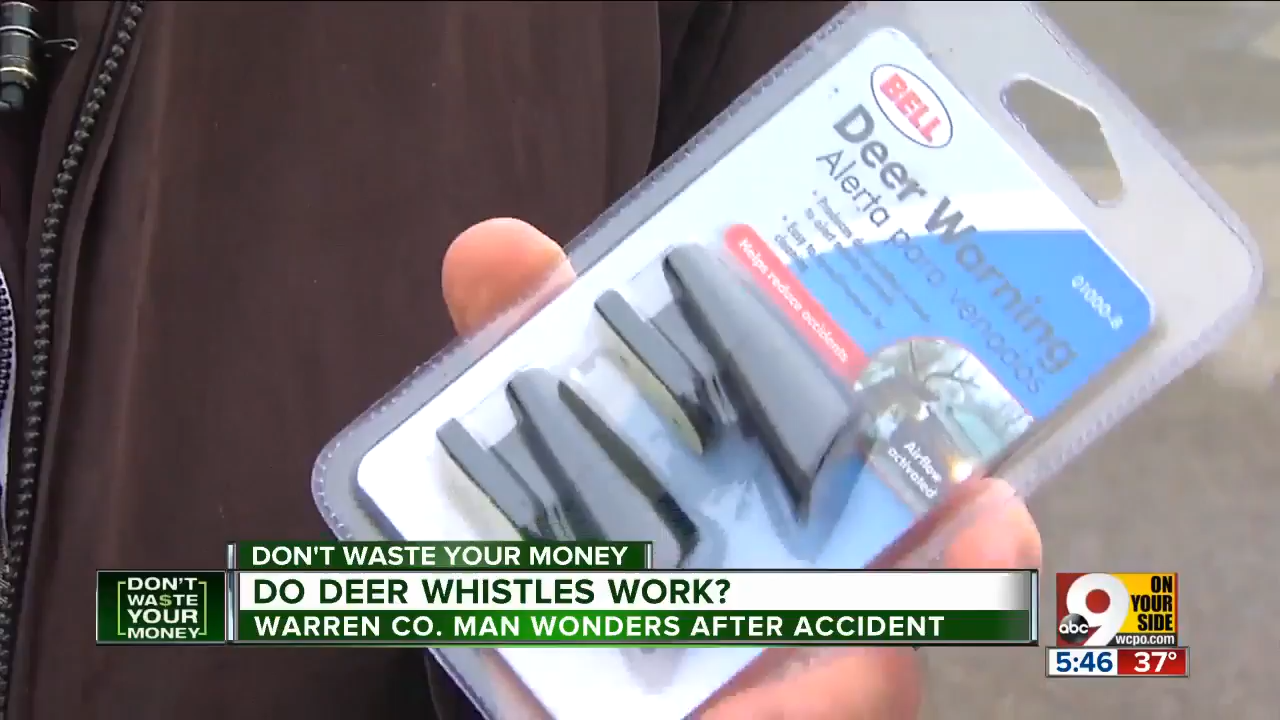 BELL
Deer Warning
Alerta para venados
01000-8
Helps reduce accidents
Airflow
activated
DON'T WASTE YOUR MONEY
DO DEER WHISTLES WORK?
WARREN CO. MAN WONDERS AFTER ACCIDENT
DON'T
WA$TE
YOUR
MONEY
abc 9 ON
YOUR
SIDE
wcpo.com
5:46 37°